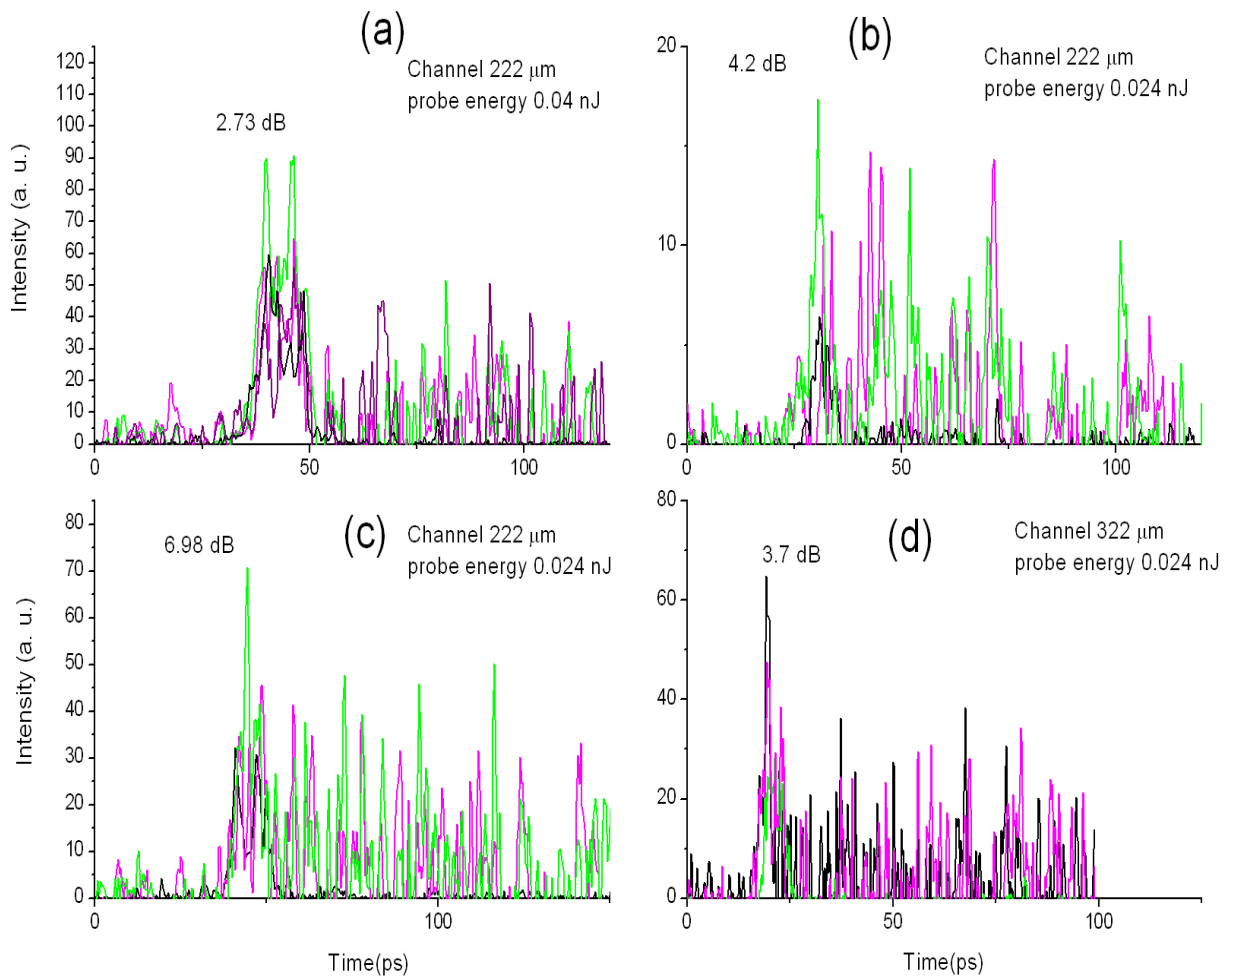 (a)
Channel 222 μm
probe energy 0.04 nJ
2.73 dB
120
110
100
90
80
70
60
50
40
30
20
10
0
0
50
100
Intensity (a. u.)
(b)
Channel 222 μm
probe energy 0.024 nJ
4.2 dB
20
10
0
0
50
100
(c)
Channel 222 μm
probe energy 0.024 nJ
6.98 dB
80
70
60
50
40
30
20
10
0
0
100
Intensity (a. u.)
Time(ps)
(d)
Channel 322 μm
probe energy 0.024 nJ
3.7 dB
80
60
40
20
0
0
50
100
Time(ps)